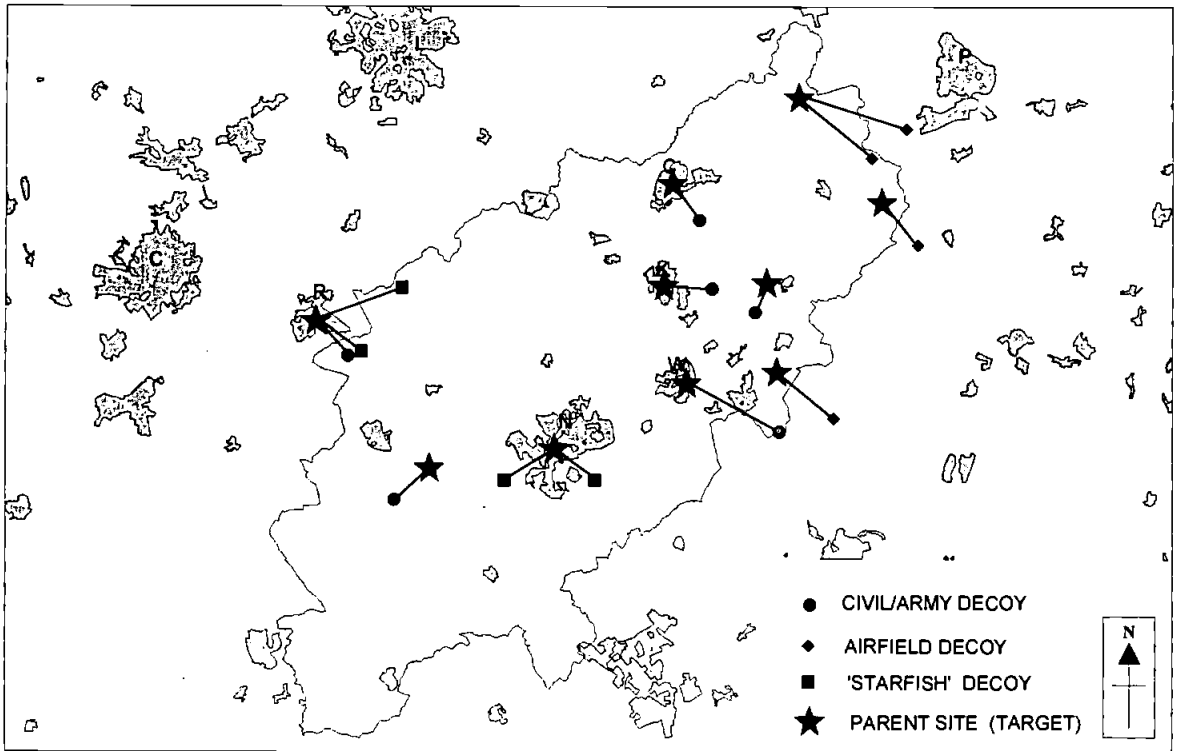 L
P
C
R
N
CIVIL/ARMY DECOY
AIRFIELD DECOY
'STARFISH' DECOY
PARENT SITE (TARGET)
N